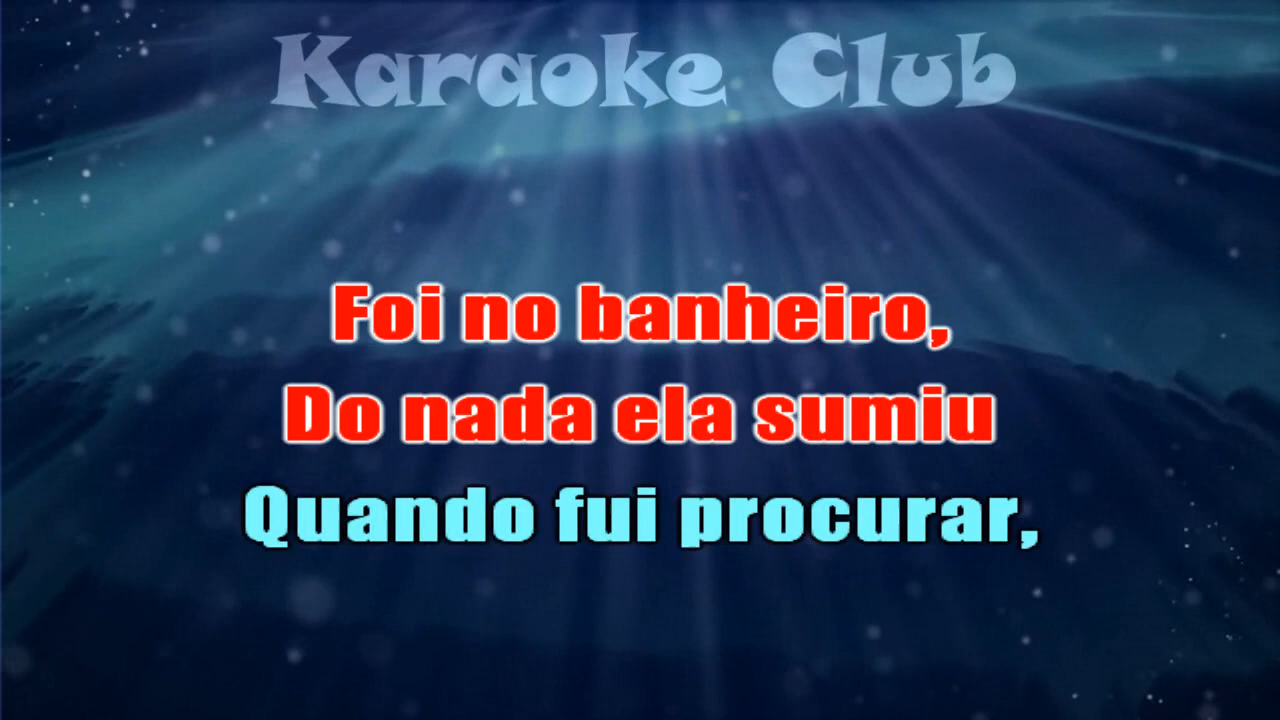 Karaoke Club
Foi no banheiro,
Do nada ela sumiu
Quando fui procurar,